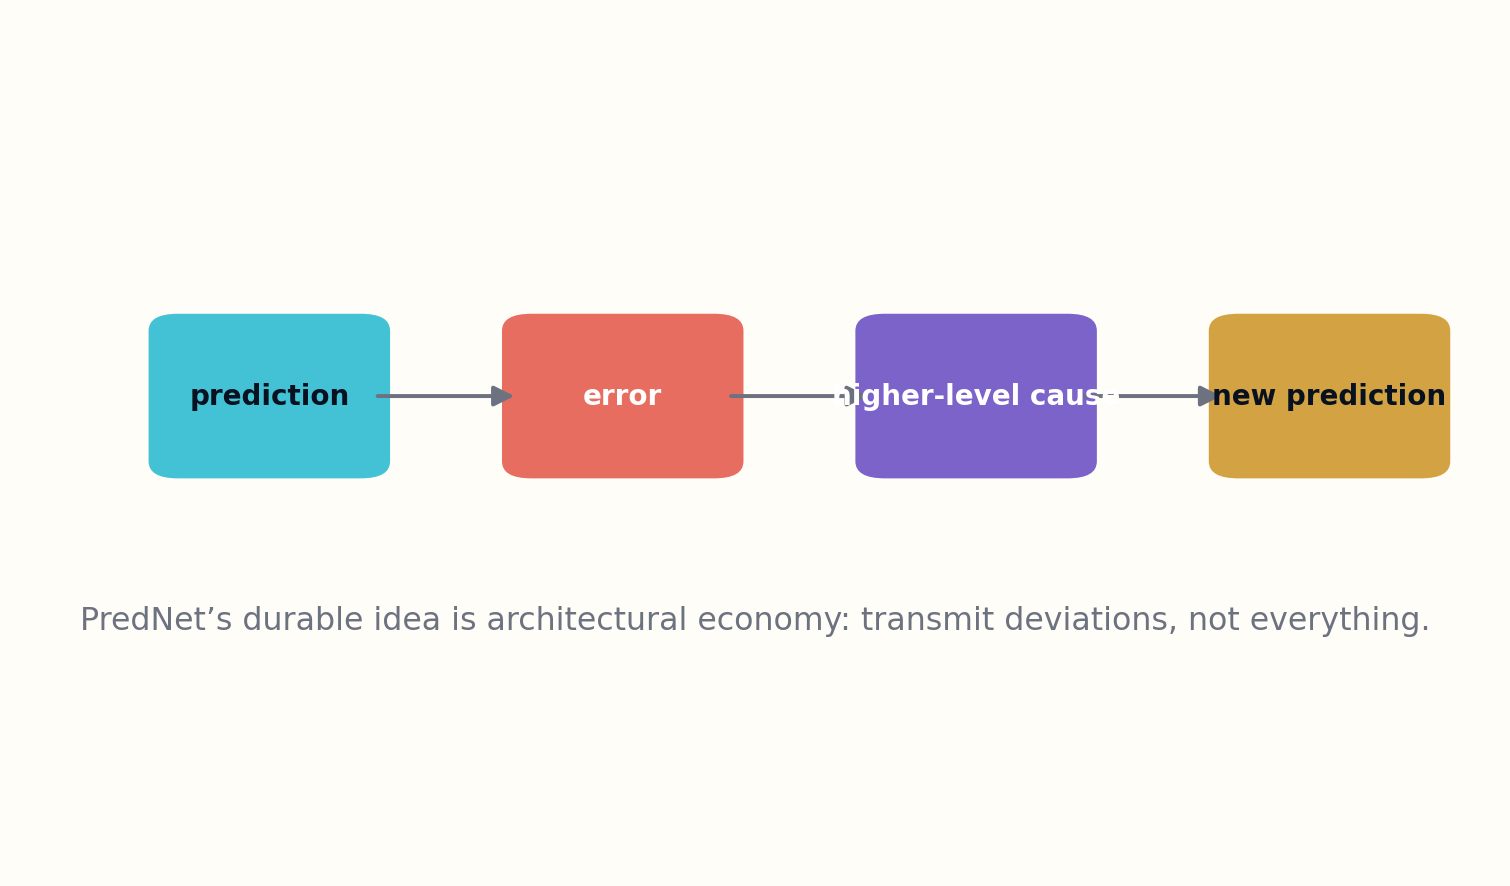 prediction
error
higher-level cause
new prediction
PredNet’s durable idea is architectural economy: transmit deviations, not everything.